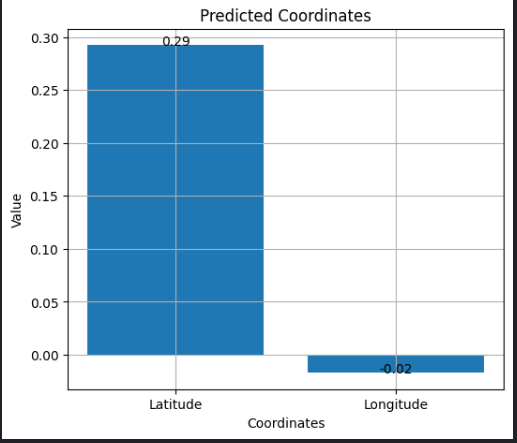 Predicted Coordinates
0.30
0.25
0.20
0.15
0.10
0.05
0.00
Value
0.29
-0.02
Latitude
Longitude
Coordinates